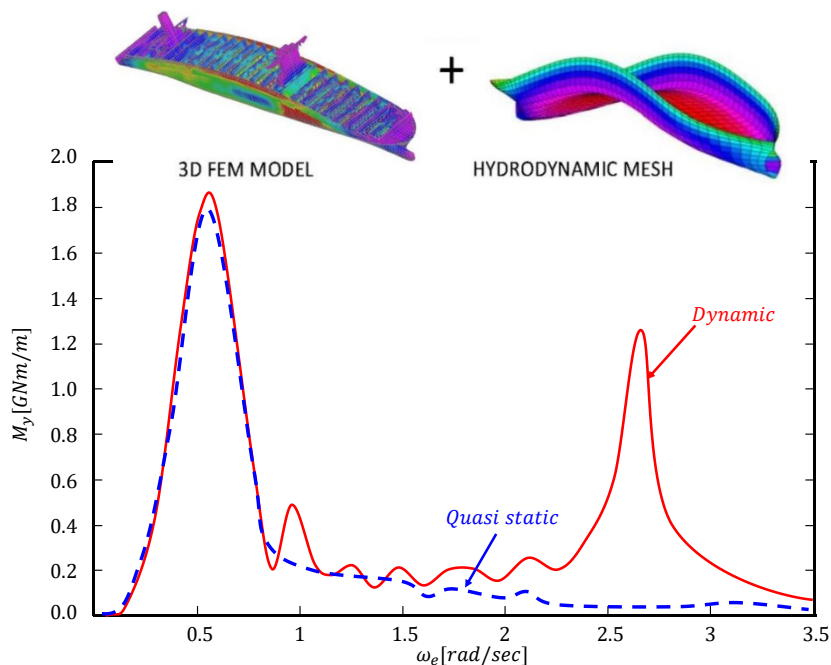 +
3D FEM MODEL HYDRODYNAMIC MESH
2.0
1.8
1.6
1.4
1.2
1.0
0.8
0.6
0.4
0.2
0.0
M_y[GNm/m]
Dynamic
Quasi static
0.5 1 1.5 2 2.5 3 3.5
ω_e[rad/sec]